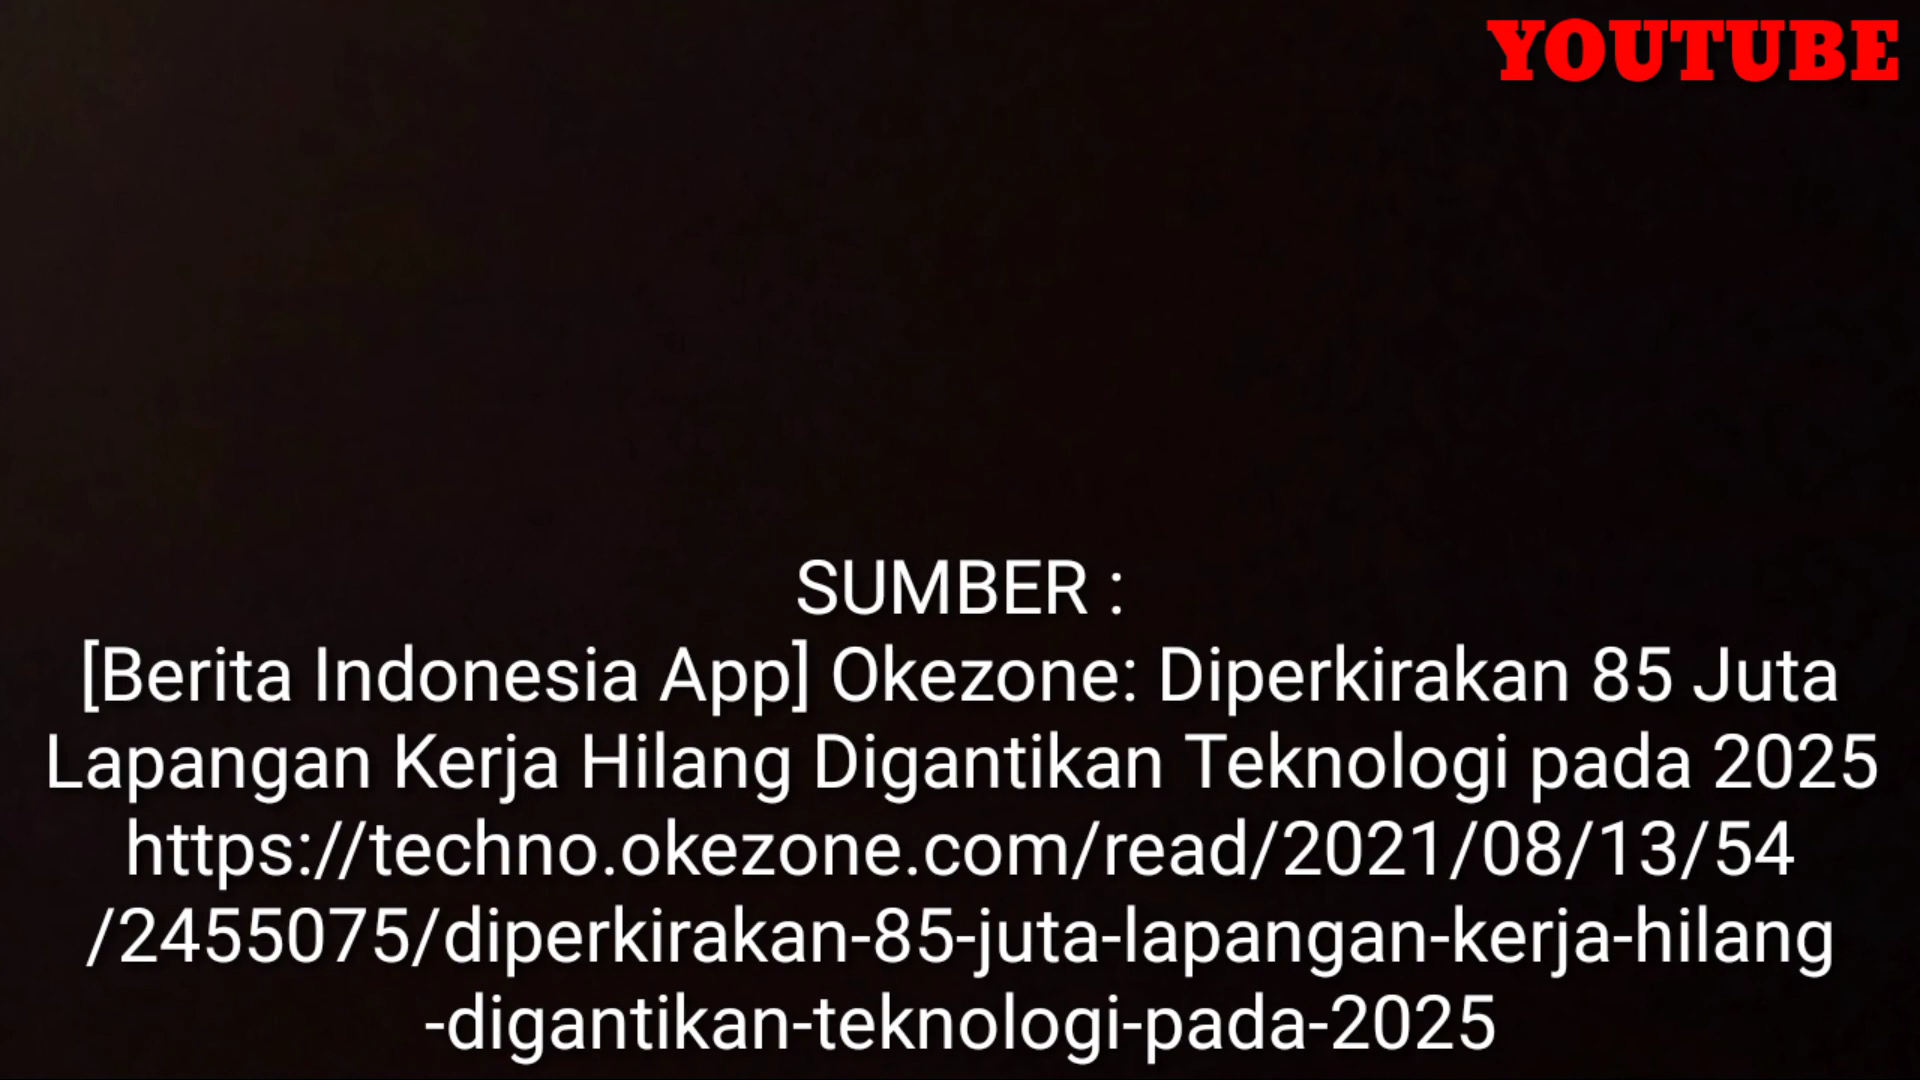 YOUTUBE
SUMBER :
[Berita Indonesia App] Okezone: Diperkirakan 85 Juta
Lapangan Kerja Hilang Digantikan Teknologi pada 2025
https://techno.okezone.com/read/2021/08/13/54
/2455075/diperkirakan-85-juta-lapangan-kerja-hilang
-digantikan-teknologi-pada-2025